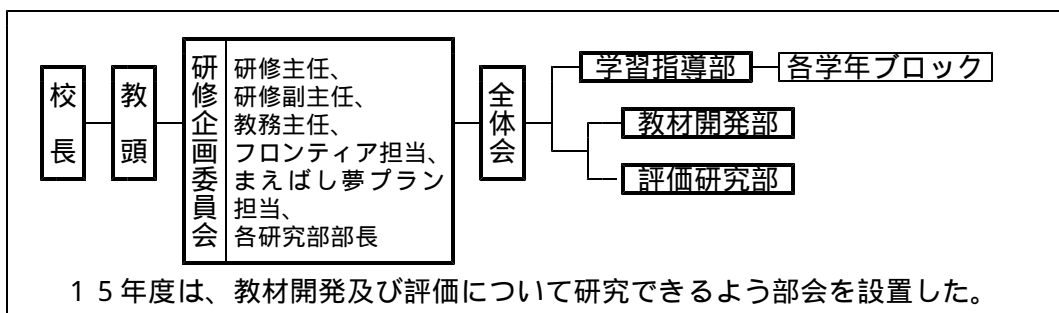 校長
教頭
研修企画委員会
研修主任、
研修副主任、
教務主任、
フロンティア担当、
まえばし夢プラン
担当、
各研究部部長
全体会
学習指導部
各学年ブロック
教材開発部
評価研究部
１５年度は、教材開発及び評価について研究できるよう部会を設置した。